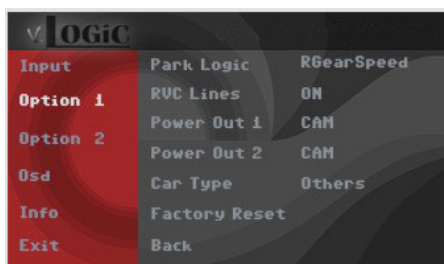 v.LOGiC
Input
Option 1
Option 2
Osd
Info
Exit
Park Logic RGearSpeed
RVC Lines ON
Power Out 1 CAM
Power Out 2 CAM
Car Type Others
Factory Reset
Back